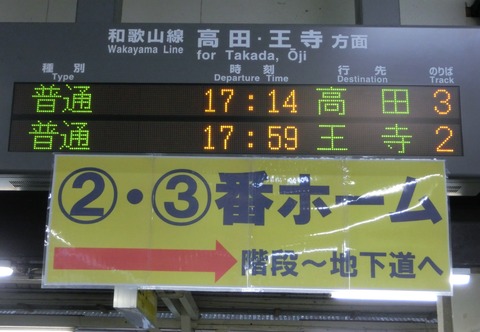 和歌山線 高田・王寺 方面
Wakayama Line for Takada, Ōji
種別 時刻 行先 のりば
Type Departure Time Destination Track
普通 17:14 高田 3
普通 17:59 王寺 2
②・③番ホーム
階段～地下道へ